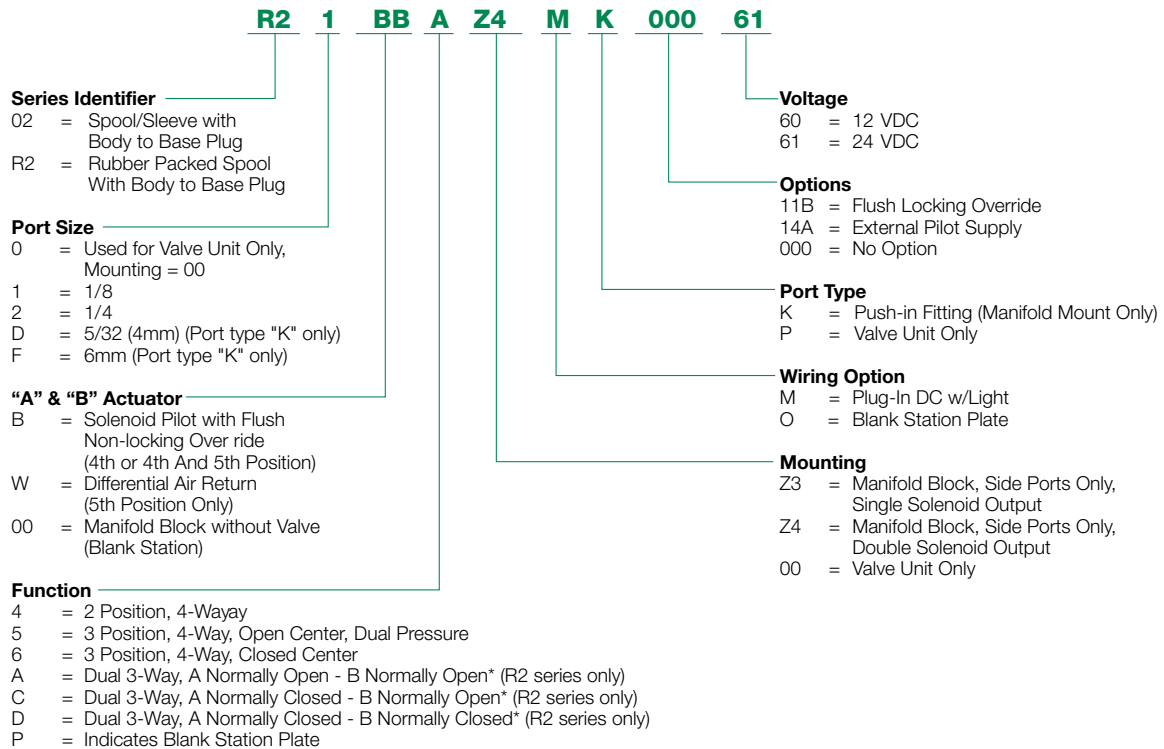 R2 1 BB A Z4 M K 000 61
Series Identifier
02 = Spool/Sleeve with
Body to Base Plug
R2 = Rubber Packed Spool
With Body to Base Plug
Port Size
0 = Used for Valve Unit Only,
Mounting = 00
1 = 1/8
2 = 1/4
D = 5/32 (4mm) (Port type "K" only)
F = 6mm (Port type "K" only)
“A” & “B” Actuator
B = Solenoid Pilot with Flush
Non-locking Over ride
(4th or 4th And 5th Position)
W = Differential Air Return
(5th Position Only)
00 = Manifold Block without Valve
(Blank Station)
Function
4 = 2 Position, 4-Wayay
5 = 3 Position, 4-Way, Open Center, Dual Pressure
6 = 3 Position, 4-Way, Closed Center
A = Dual 3-Way, A Normally Open - B Normally Open* (R2 series only)
C = Dual 3-Way, A Normally Closed - B Normally Open* (R2 series only)
D = Dual 3-Way, A Normally Closed - B Normally Closed* (R2 series only)
P = Indicates Blank Station Plate
Voltage
60 = 12 VDC
61 = 24 VDC
Options
11B = Flush Locking Override
14A = External Pilot Supply
000 = No Option
Port Type
K = Push-in Fitting (Manifold Mount Only)
P = Valve Unit Only
Wiring Option
M = Plug-In DC w/Light
O = Blank Station Plate
Mounting
Z3 = Manifold Block, Side Ports Only,
Single Solenoid Output
Z4 = Manifold Block, Side Ports Only,
Double Solenoid Output
00 = Valve Unit Only